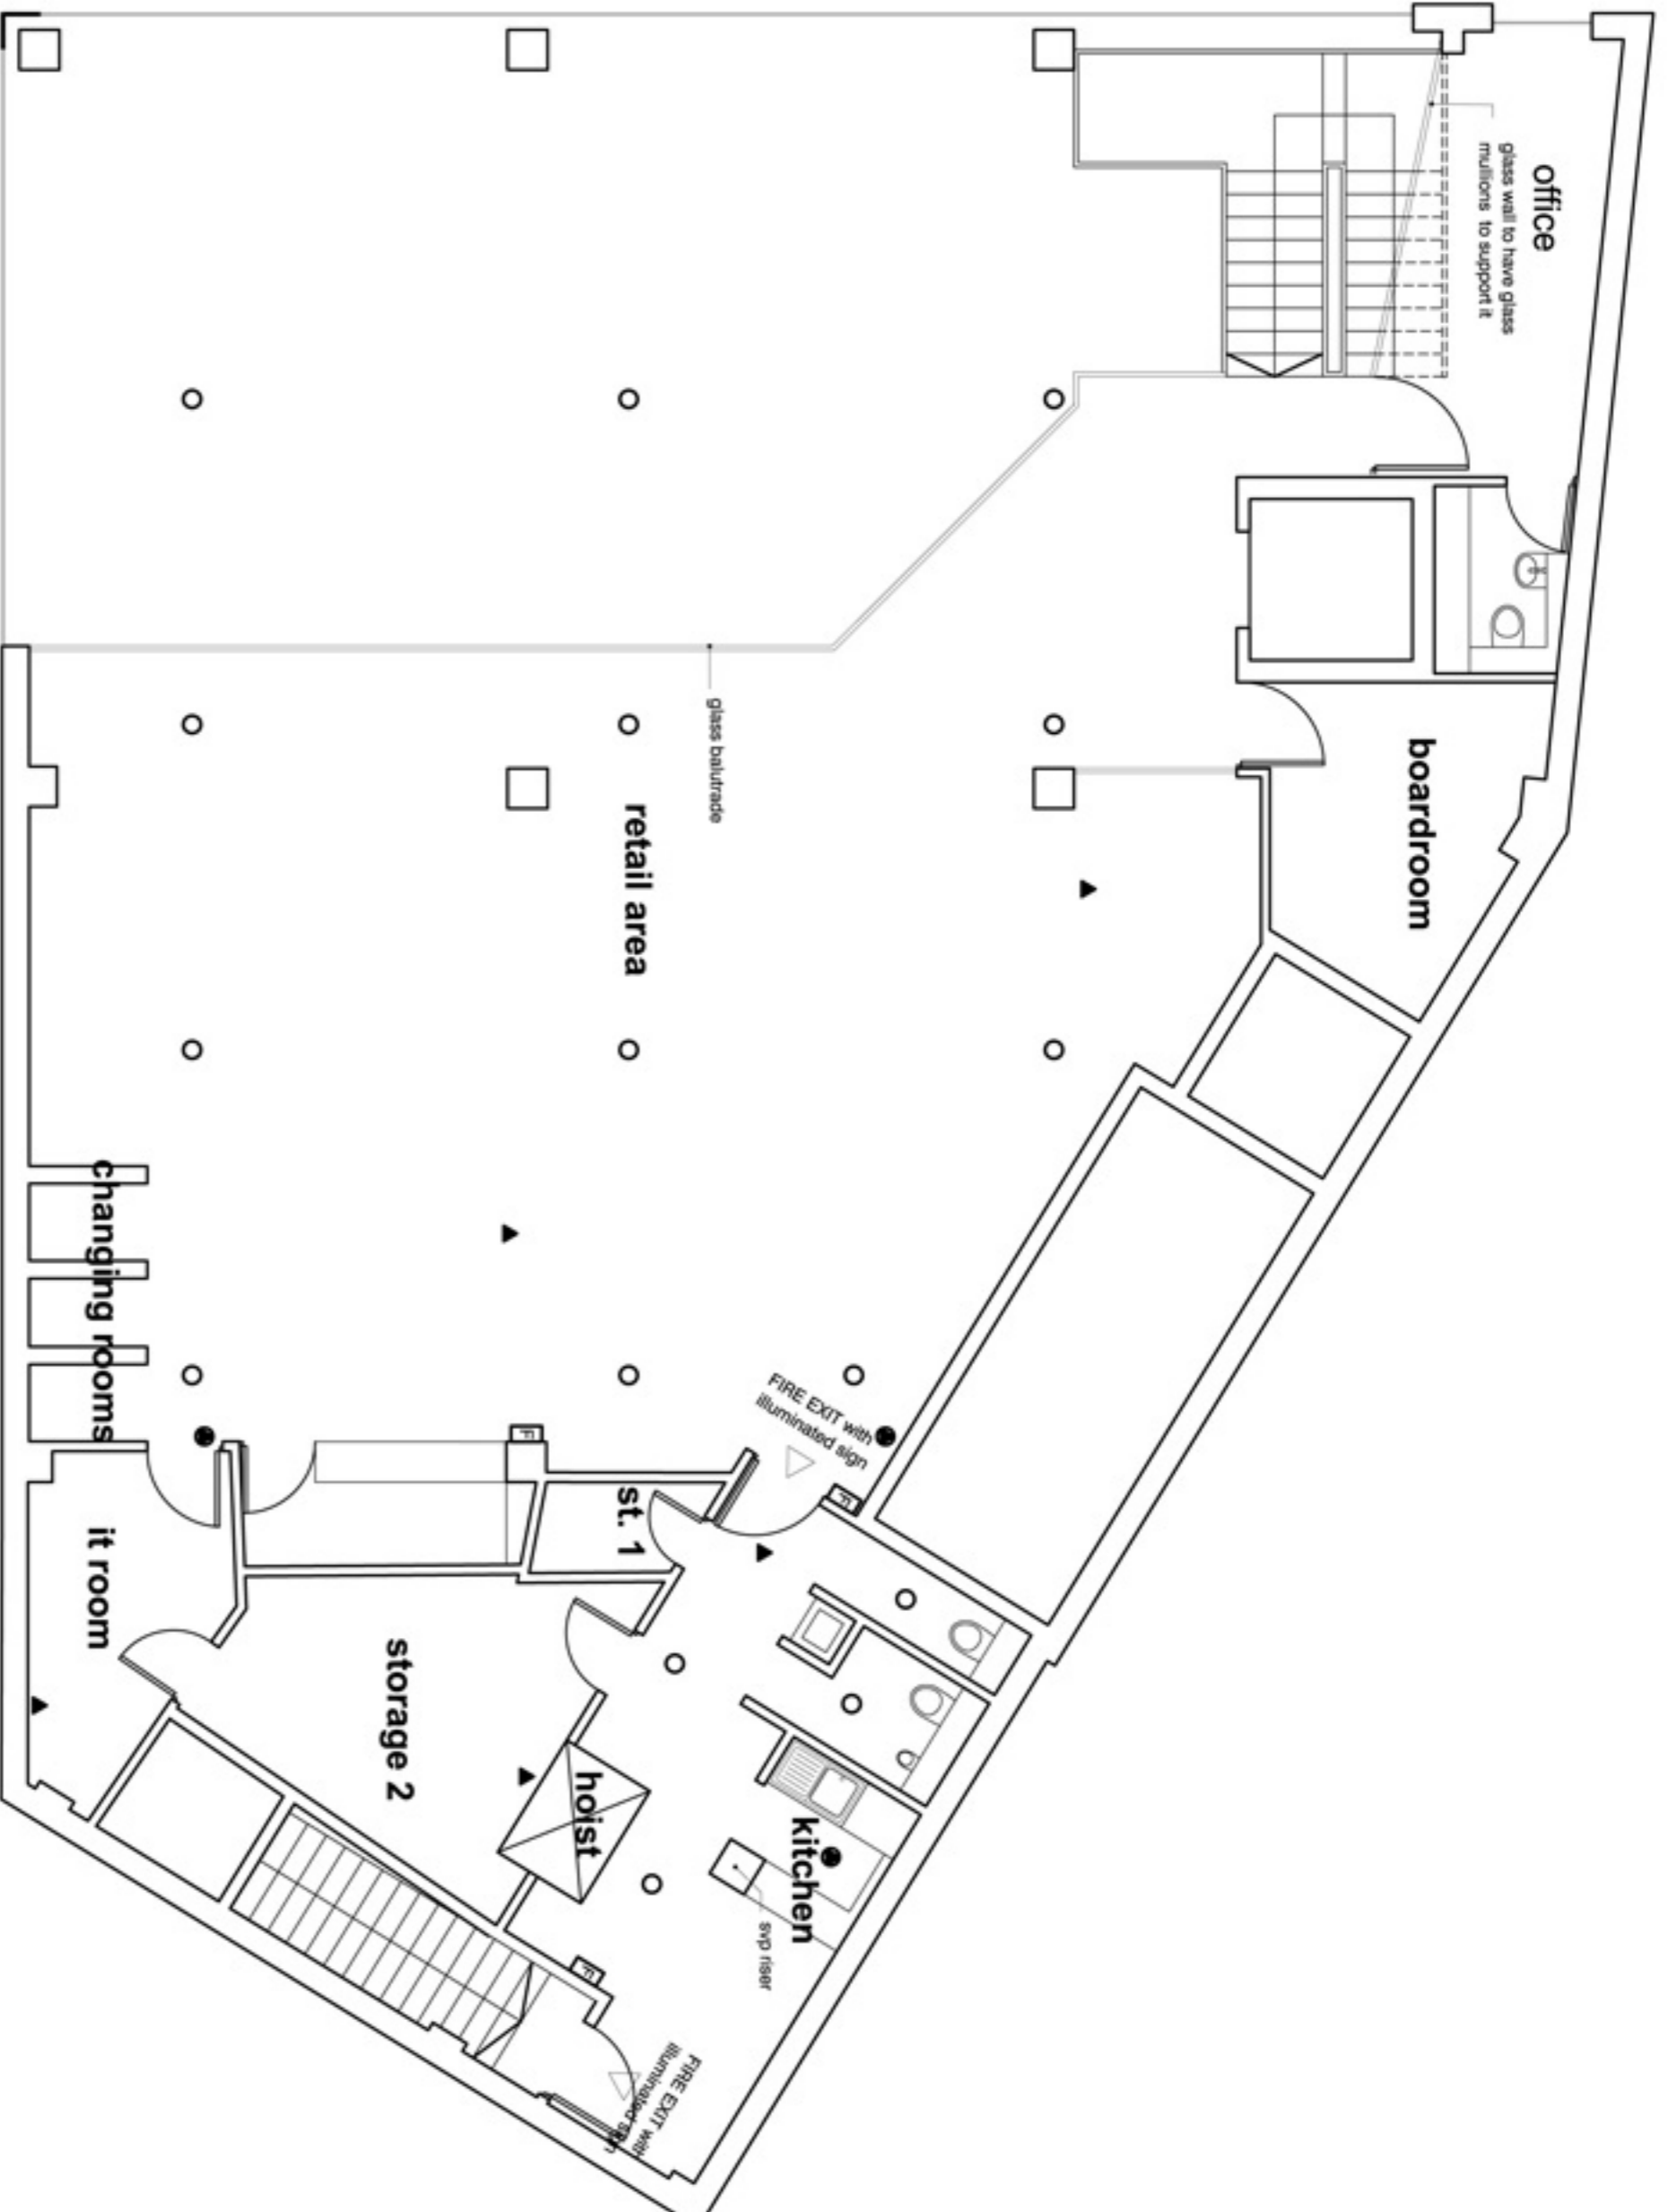 office
glass wall to have glass
mullions to support it
boardroom
glass balutrade
retail area
changing rooms
FIRE EXIT with
illuminated sign
F
F
st. 1
it room
storage 2
hoist
kitchen
svp riser
F
FIRE EXIT with
illuminated sign